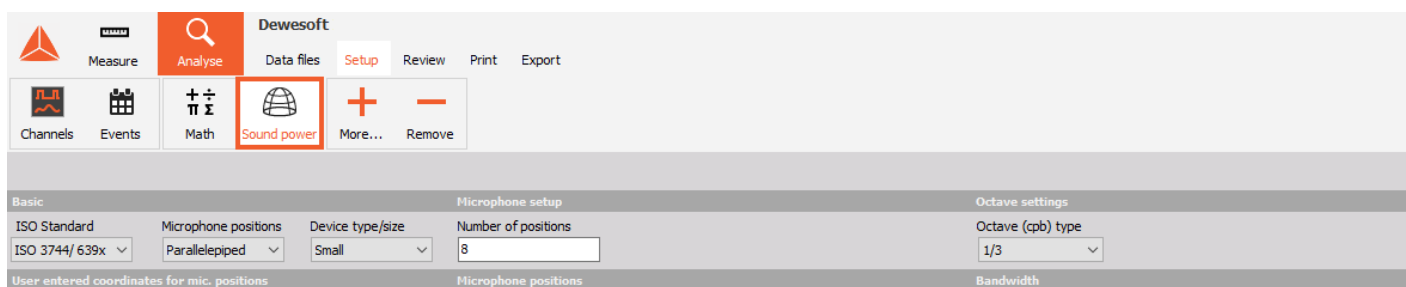 Dewesoft
Measure Analyse Data files Setup Review Print Export
Channels Events Math Sound power More... Remove
Basic Microphone setup Octave settings
ISO Standard Microphone positions Device type/size Number of positions Octave (cpb) type
ISO 3744/ 639x Parallelepiped Small 8 1/3
User entered coordinates for mic. positions Microphone positions Bandwidth